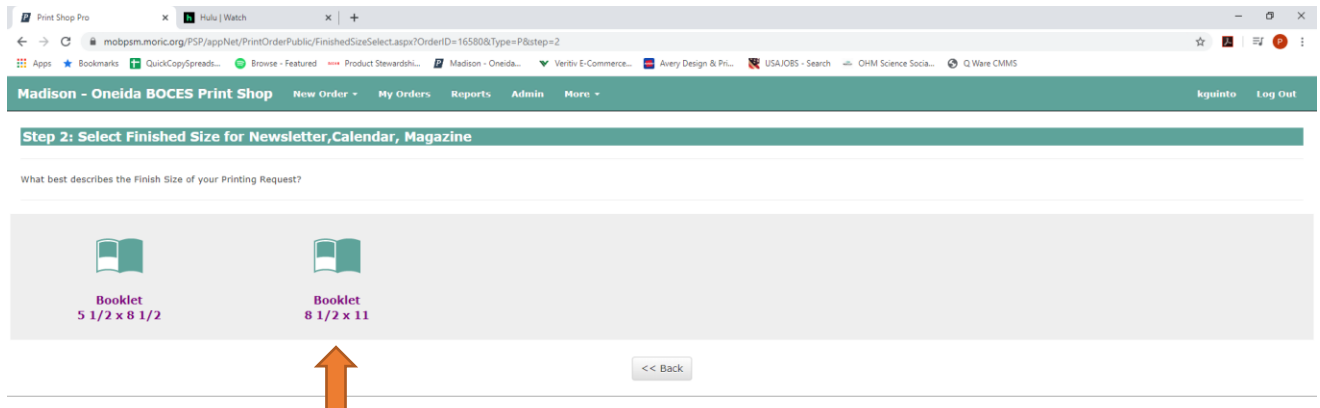 Print Shop Pro
Hulu | Watch
mobpsm.moric.org/PSP/appNet/PrintOrderPublic/FinishedSizeSelect.aspx?OrderID=16580&Type=P&step=2
Apps Bookmarks QuickCopySpreads... Browse - Featured Product Stewardshi... Madison - Oneida... Veritiv E-Commerce... Avery Design & Pri... USAJOBS - Search OHM Science Socia... Q Ware CMMS
Madison - Oneida BOCES Print Shop New Order My Orders Reports Admin More kguinto Log Out
Step 2: Select Finished Size for Newsletter,Calendar, Magazine
What best describes the Finish Size of your Printing Request?
Booklet
5 1/2 x 8 1/2
Booklet
8 1/2 x 11
<< Back